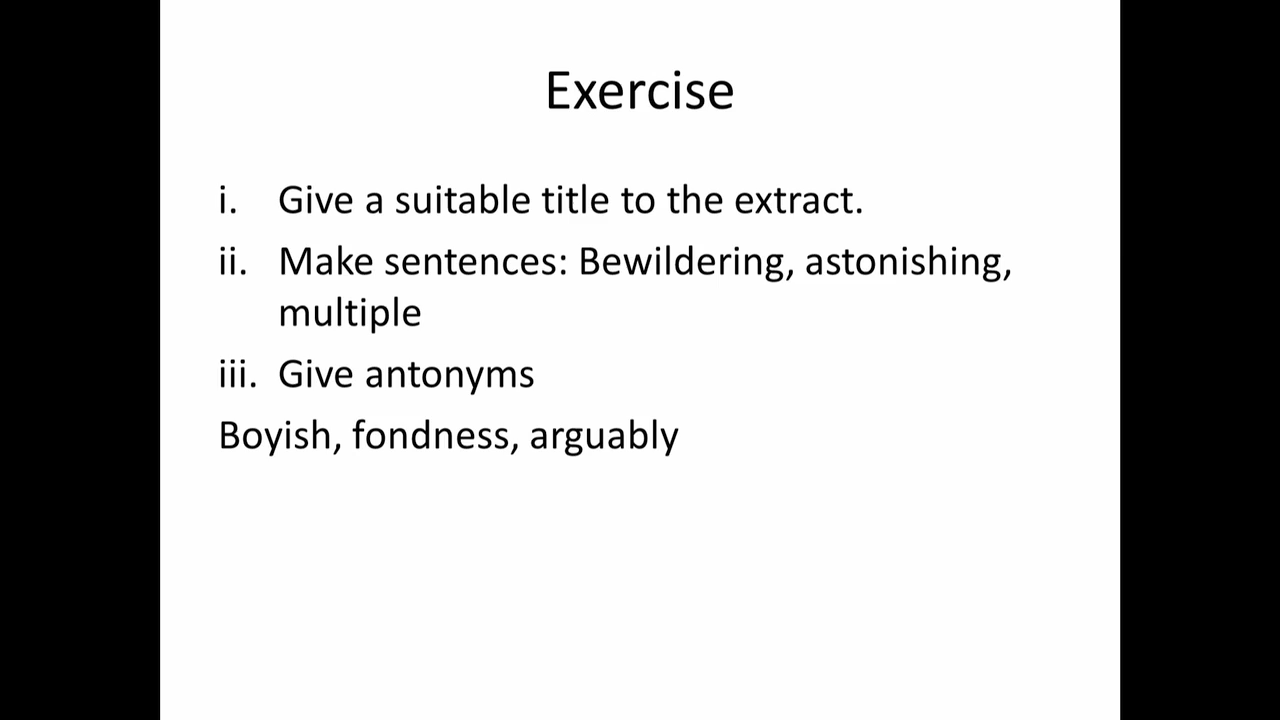 Exercise
i. Give a suitable title to the extract.
ii. Make sentences: Bewildering, astonishing,
multiple
iii. Give antonyms
Boyish, fondness, arguably